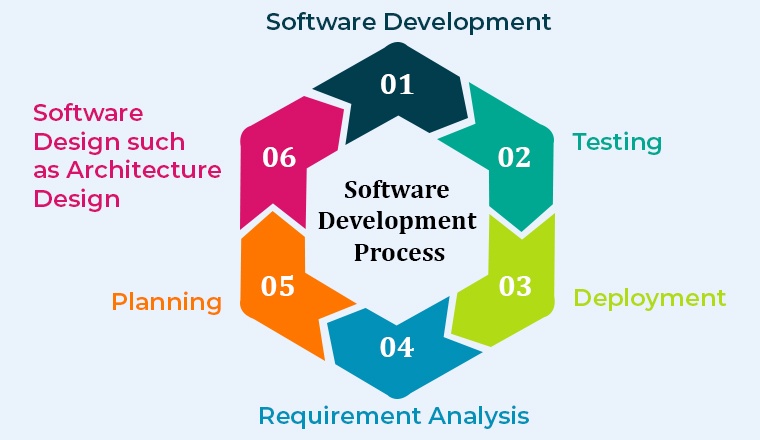 Software Development
01
02
Testing
03
Deployment
04
Requirement Analysis
05
Planning
06
Software
Design such
as Architecture
Design
Software
Development
Process